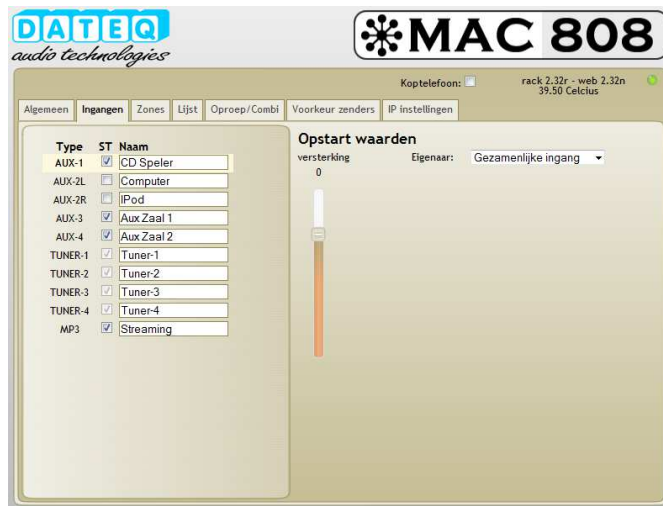 DATEQ
audio technologies
MAC 808
Koptelefoon:
rack 2.32r - web 2.32n
39.50 Celcius
Algemeen Ingangen Zones Lijst Oproep/Combi Voorkeur zenders IP instellingen
Type ST Naam
AUX-1 CD Speler
AUX-2L Computer
AUX-2R IPod
AUX-3 Aux Zaal 1
AUX-4 Aux Zaal 2
TUNER-1 Tuner-1
TUNER-2 Tuner-2
TUNER-3 Tuner-3
TUNER-4 Tuner-4
MP3 Streaming
Opstart waarden
versterking Eigenaar: Gezamenlijke ingang
0